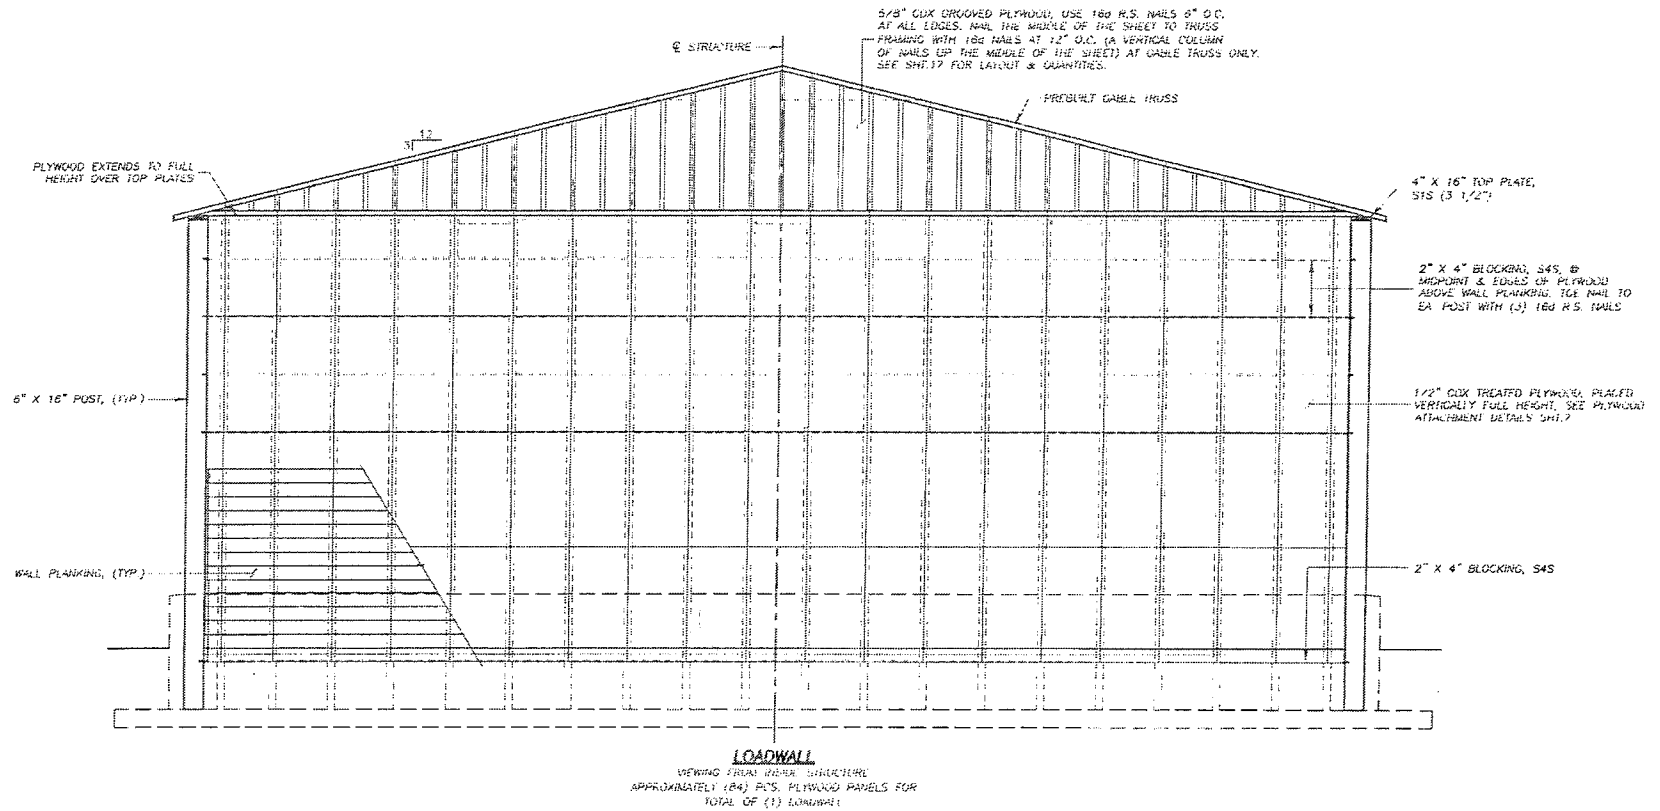 5/8" CDX GROOVED PLYWOOD, USE 16d R.S. NAILS 6" O.C.
AT ALL EDGES. NAIL THE MIDDLE OF THE SHEET TO TRUSS
FRAMING WITH 16d NAILS AT 12" O.C. (A VERTICAL COLUMN
OF NAILS UP THE MIDDLE OF THE SHEET) AT GABLE TRUSS ONLY.
SEE SHT.17 FOR LAYOUT & QUANTITIES.
℄ STRUCTURE
PREBUILT GABLE TRUSS
12
3
PLYWOOD EXTENDS TO FULL
HEIGHT OVER TOP PLATES
4" X 16" TOP PLATE,
S1S (3 1/2")
2" X 4" BLOCKING, S4S, @
MIDPOINT & EDGES OF PLYWOOD
ABOVE WALL PLANKING. TOE NAIL TO
EA. POST WITH (3) 16d R.S. NAILS
6" X 16" POST, (TYP.)
1/2" CDX TREATED PLYWOOD, PLACED
VERTICALLY FULL HEIGHT, SEE PLYWOOD
ATTACHMENT DETAILS SHT.7
WALL PLANKING, (TYP.)
2" X 4" BLOCKING, S4S
LOADWALL
VIEWING FROM INSIDE STRUCTURE
APPROXIMATELY (84) PCS. PLYWOOD PANELS FOR
TOTAL OF (1) LOADWALL